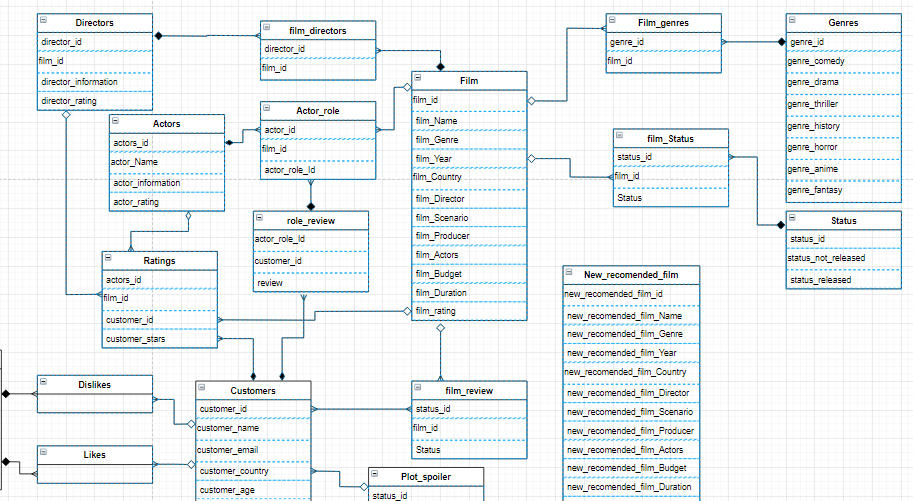 Directors
director_id
film_id
director_information
director_rating
film_directors
director_id
film_id
Film_genres
genre_id
film_id
Genres
genre_id
genre_comedy
genre_drama
genre_thriller
genre_history
genre_horror
genre_anime
genre_fantasy
Film
film_id
film_Name
film_Genre
film_Year
film_Country
film_Director
film_Scenario
film_Producer
film_Actors
film_Budget
film_Duration
film_rating
Actors
actors_id
actor_Name
actor_information
actor_rating
Actor_role
actor_id
film_id
actor_role_Id
film_Status
status_id
film_id
Status
role_review
actor_role_Id
customer_id
review
Status
status_id
status_not_released
status_released
Ratings
actors_id
film_id
customer_id
customer_stars
New_recomended_film
new_recomended_film_id
new_recomended_film_Name
new_recomended_film_Genre
new_recomended_film_Year
new_recomended_film_Country
new_recomended_film_Director
new_recomended_film_Scenario
new_recomended_film_Producer
new_recomended_film_Actors
new_recomended_film_Budget
new_recomended_film_Duration
Dislikes
Customers
customer_id
customer_name
customer_email
customer_country
customer_age
film_review
status_id
film_id
Status
Likes
Plot_spoiler
status_id